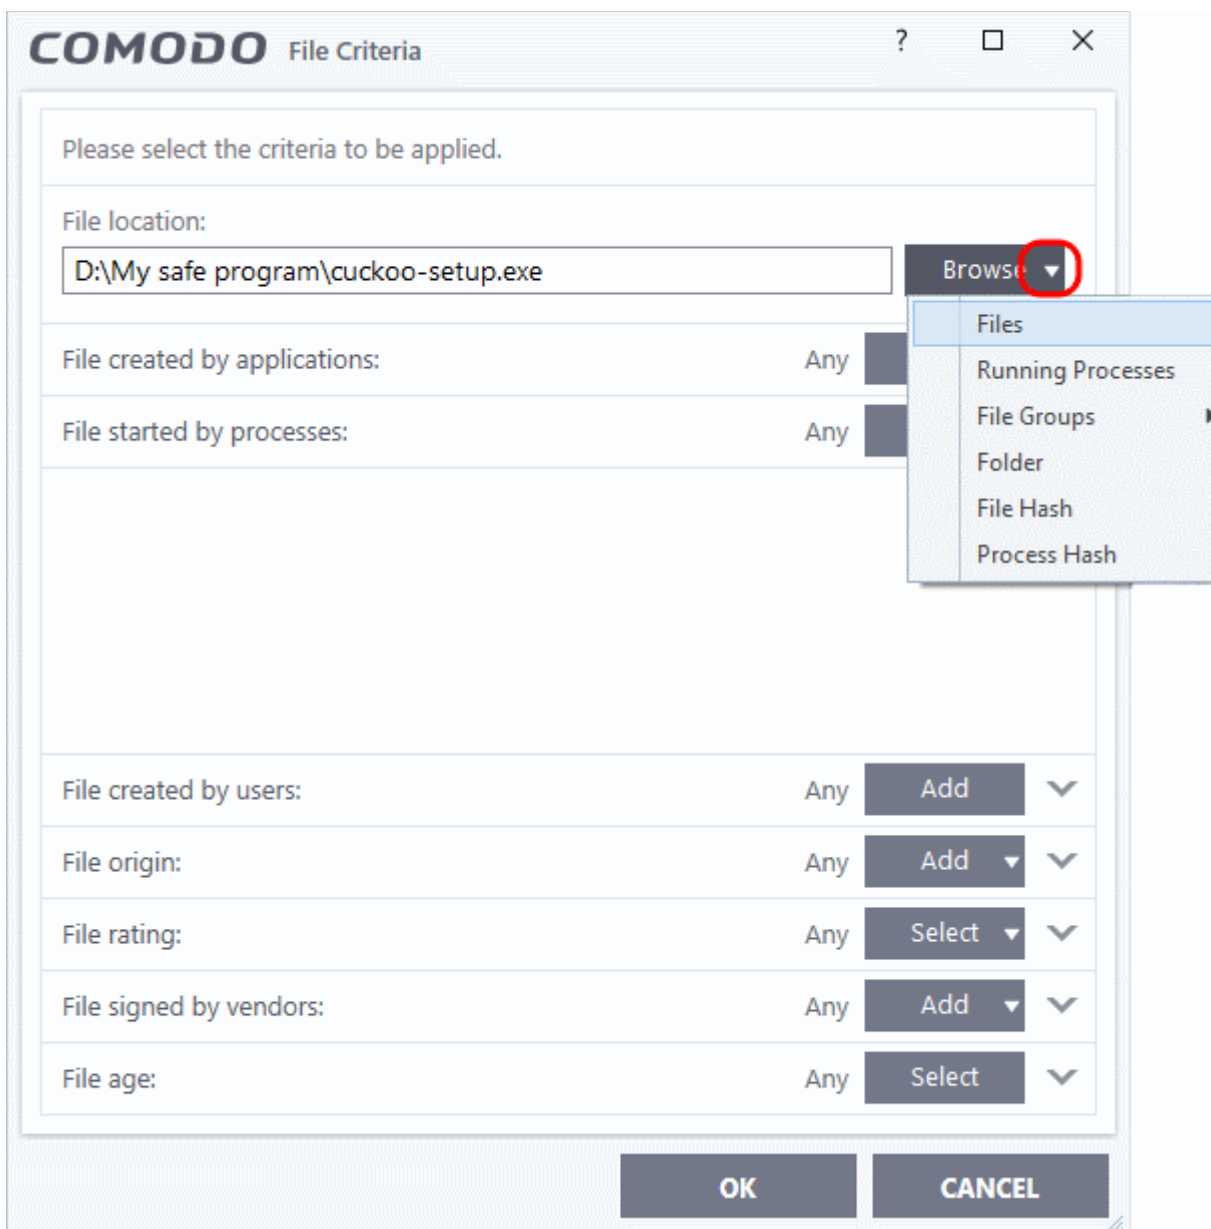 COMODO File Criteria ?
Please select the criteria to be applied.
File location:
D:\My safe program\cuckoo-setup.exe Browse
Files
File created by applications: Any
Running Processes
File Groups
File started by processes: Any
Folder
File Hash
Process Hash
File created by users: Any Add
File origin: Any Add
File rating: Any Select
File signed by vendors: Any Add
File age: Any Select
OK CANCEL